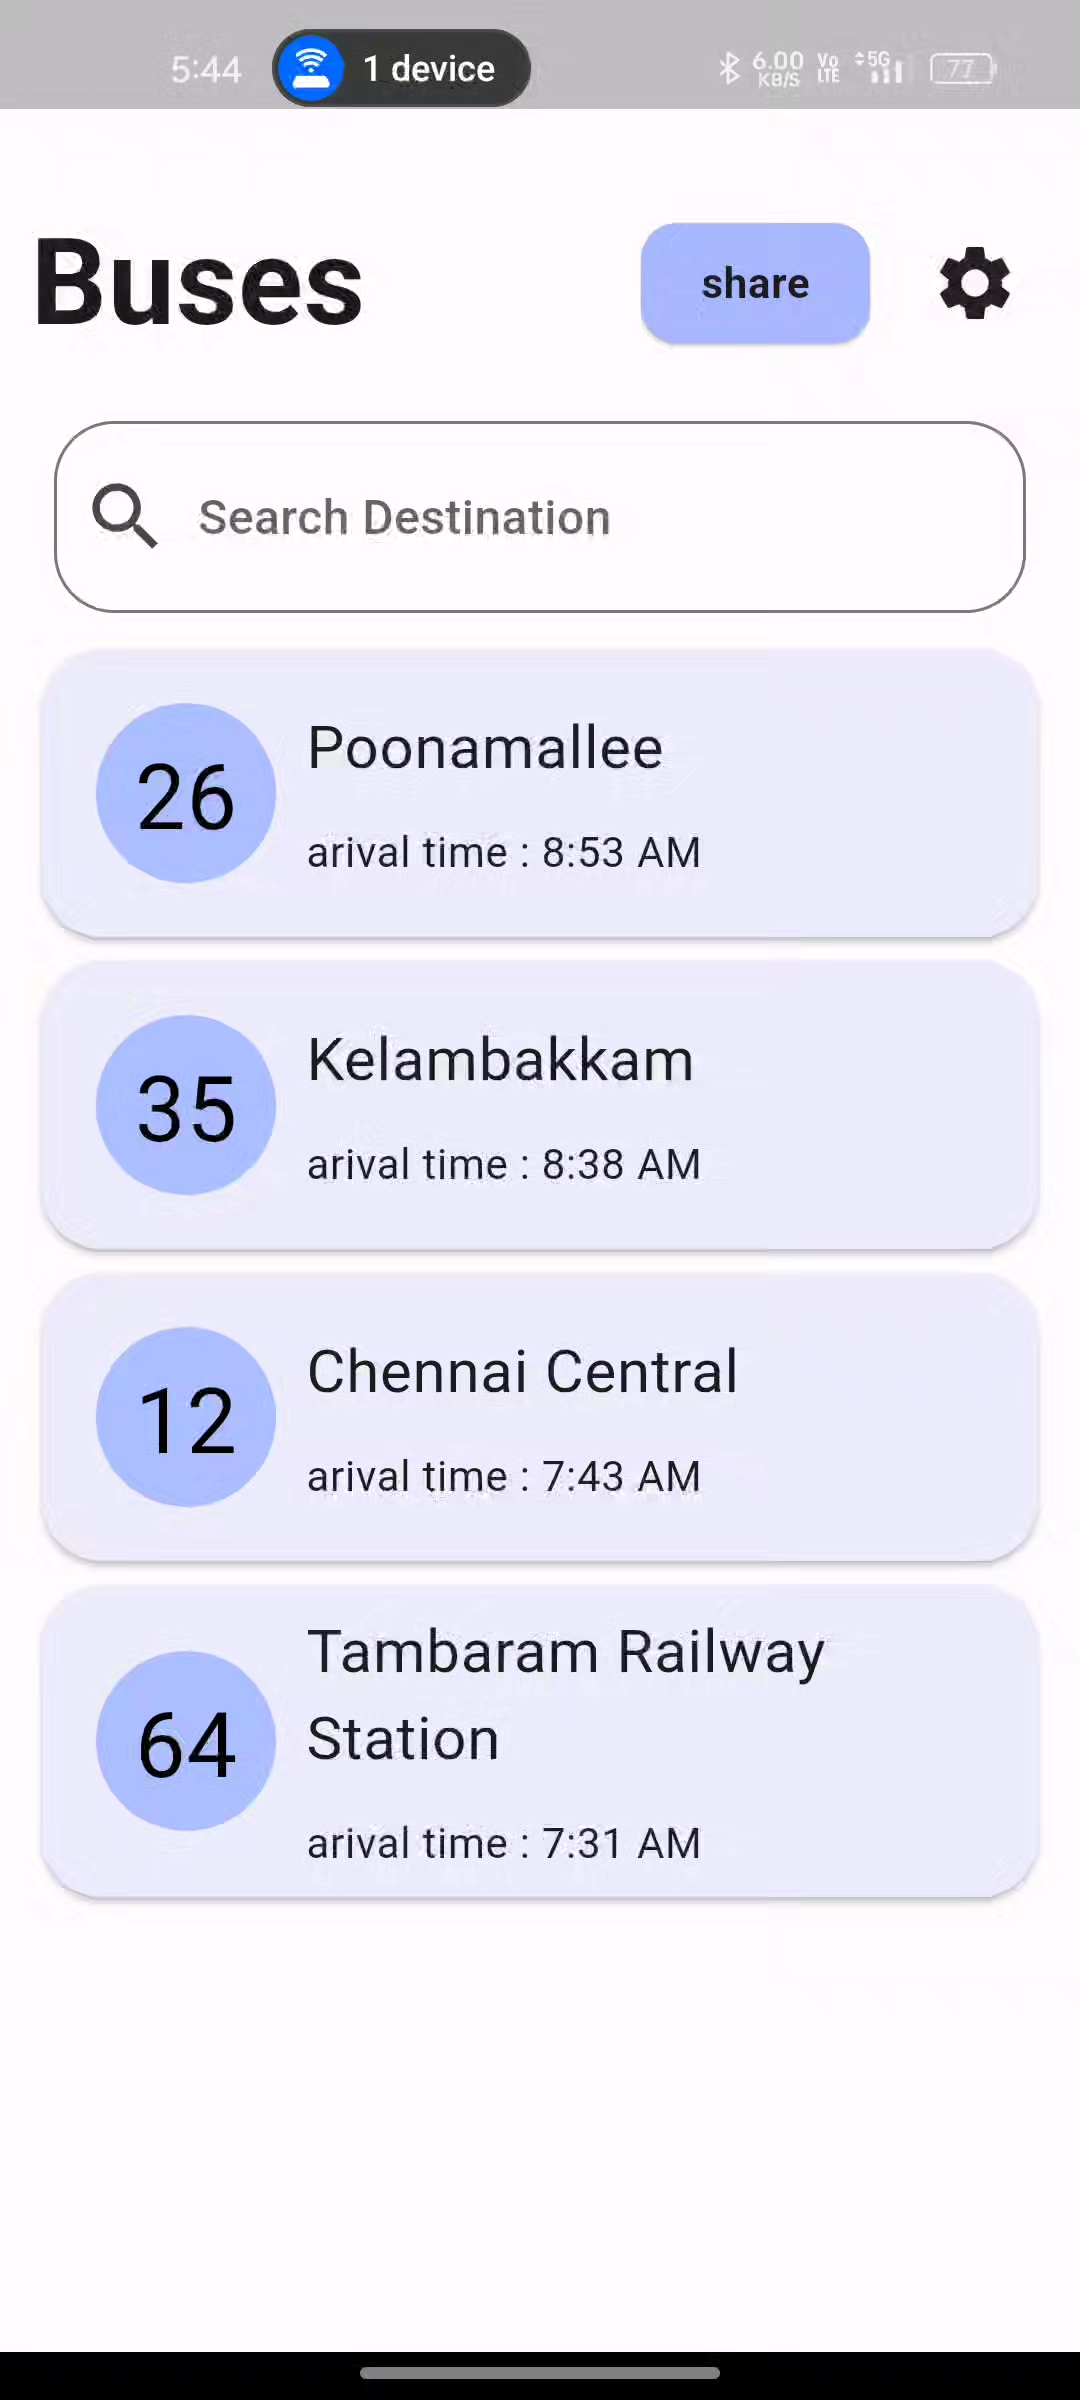 5:44 1 device 6.00 KB/S Vo LTE 5G 77
Buses
share
Search Destination
26
Poonamallee
arival time : 8:53 AM
35
Kelambakkam
arival time : 8:38 AM
12
Chennai Central
arival time : 7:43 AM
64
Tambaram Railway
Station
arival time : 7:31 AM